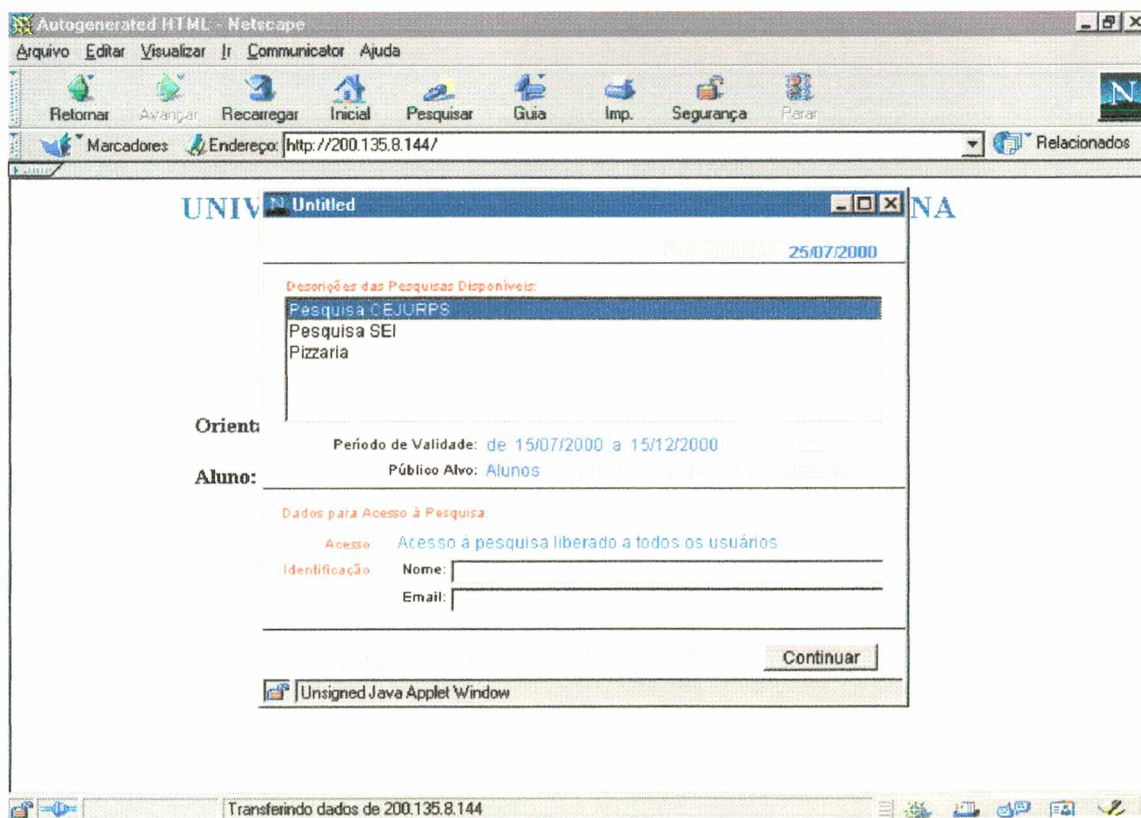 Autogenerated HTML - Netscape
Arquivo Editar Visualizar Ir Communicator Ajuda
Retornar Avançar Recarregar Inicial Pesquisar Guia Imp. Segurança Parar
N
Marcadores Endereço: http://200.135.8.144/ Relacionados
UNIV NA
N Untitled
25/07/2000
Descrições das Pesquisas Disponíveis:
Pesquisa CEJURPS
Pesquisa SEI
Pizzaria
Orient
Período de Validade: de 15/07/2000 a 15/12/2000
Público Alvo: Alunos
Aluno:
Dados para Acesso à Pesquisa:
Acesso: Acesso à pesquisa liberado a todos os usuários
Identificação: Nome:
Email:
Continuar
Unsigned Java Applet Window
Transferindo dados de 200.135.8.144